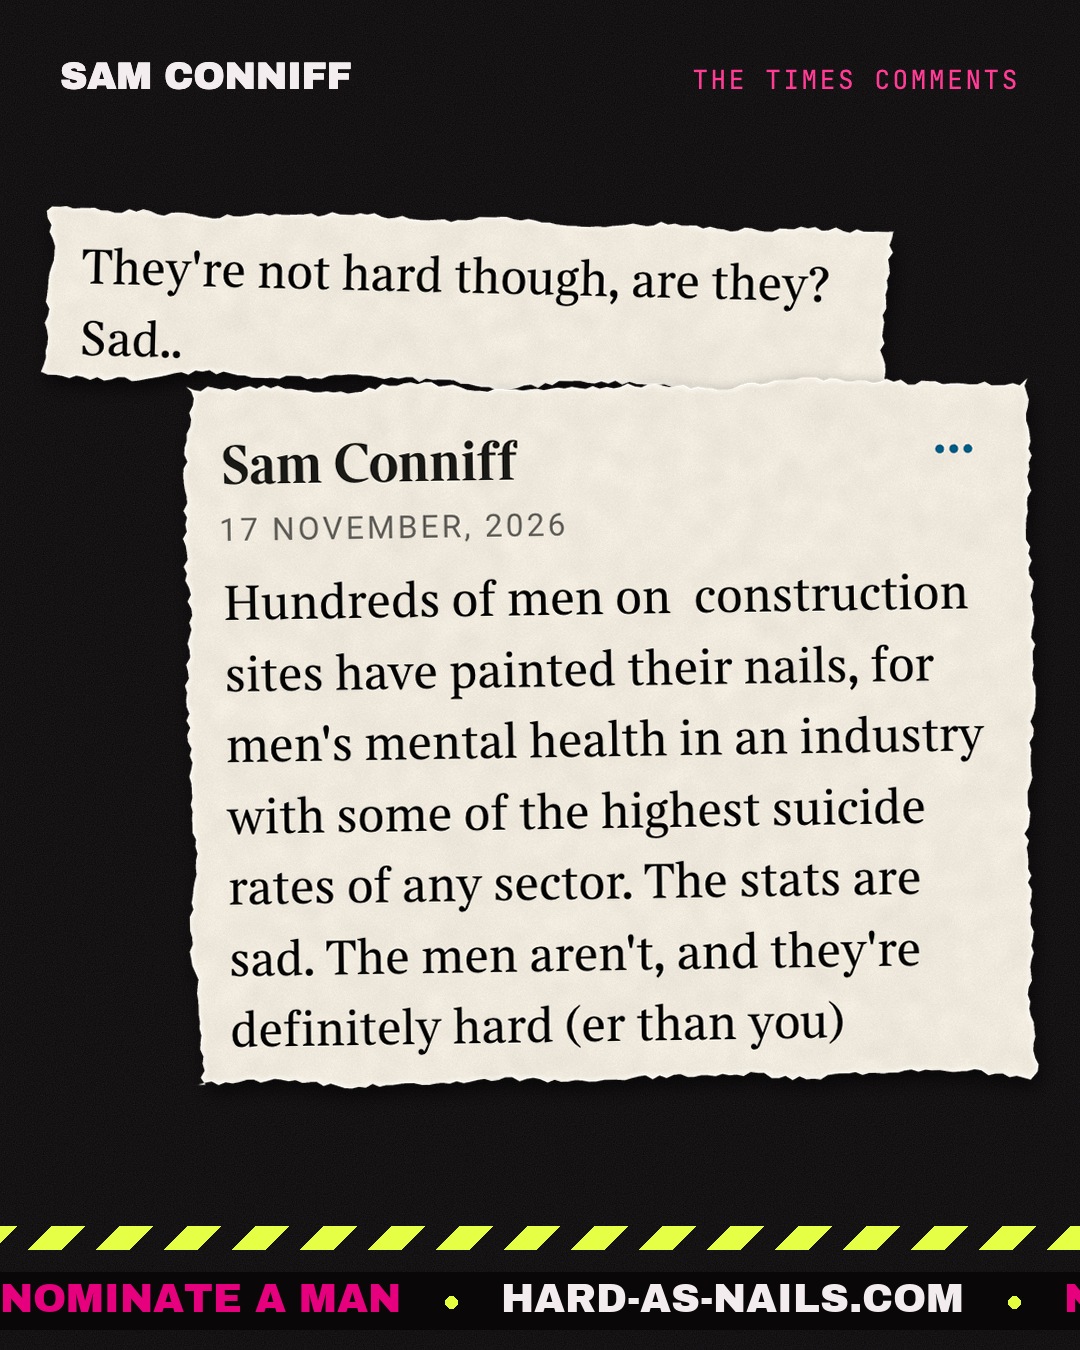 SAM CONNIFF
THE TIMES COMMENTS
They're not hard though, are they?
Sad..
Sam Conniff
17 NOVEMBER, 2026
Hundreds of men on  construction
sites have painted their nails, for
men's mental health in an industry
with some of the highest suicide
rates of any sector. The stats are
sad. The men aren't, and they're
definitely hard (er than you)
NOMINATE A MAN • HARD-AS-NAILS.COM •